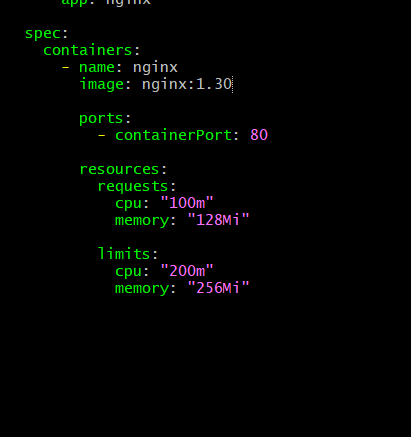 app: nginx
spec:
containers:
- name: nginx
image: nginx:1.30
ports:
- containerPort: 80
resources:
requests:
cpu: "100m"
memory: "128Mi"
limits:
cpu: "200m"
memory: "256Mi"